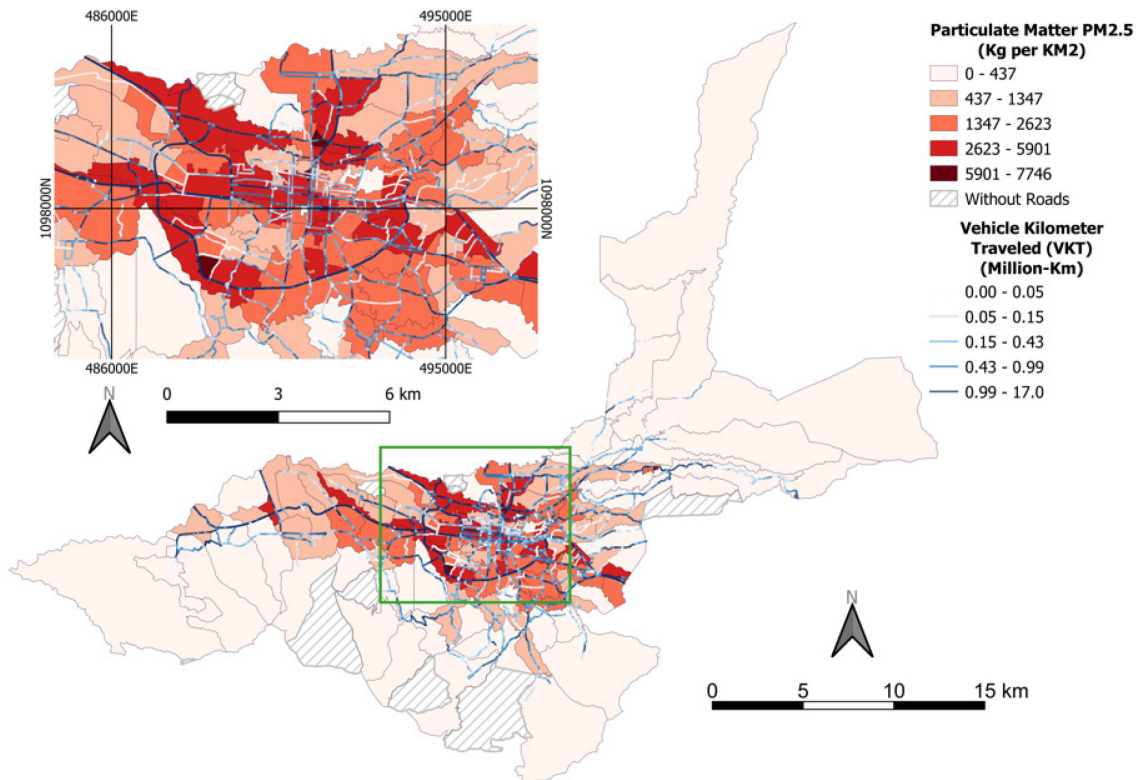 486000E
495000E
1098000N
1098000N
486000E
495000E
Particulate Matter PM2.5
(Kg per KM2)
0 - 437
437 - 1347
1347 - 2623
2623 - 5901
5901 - 7746
Without Roads
Vehicle Kilometer
Traveled (VKT)
(Million-Km)
0.00 - 0.05
0.05 - 0.15
0.15 - 0.43
0.43 - 0.99
0.99 - 17.0
N
0
3
6 km
N
0
5
10
15 km